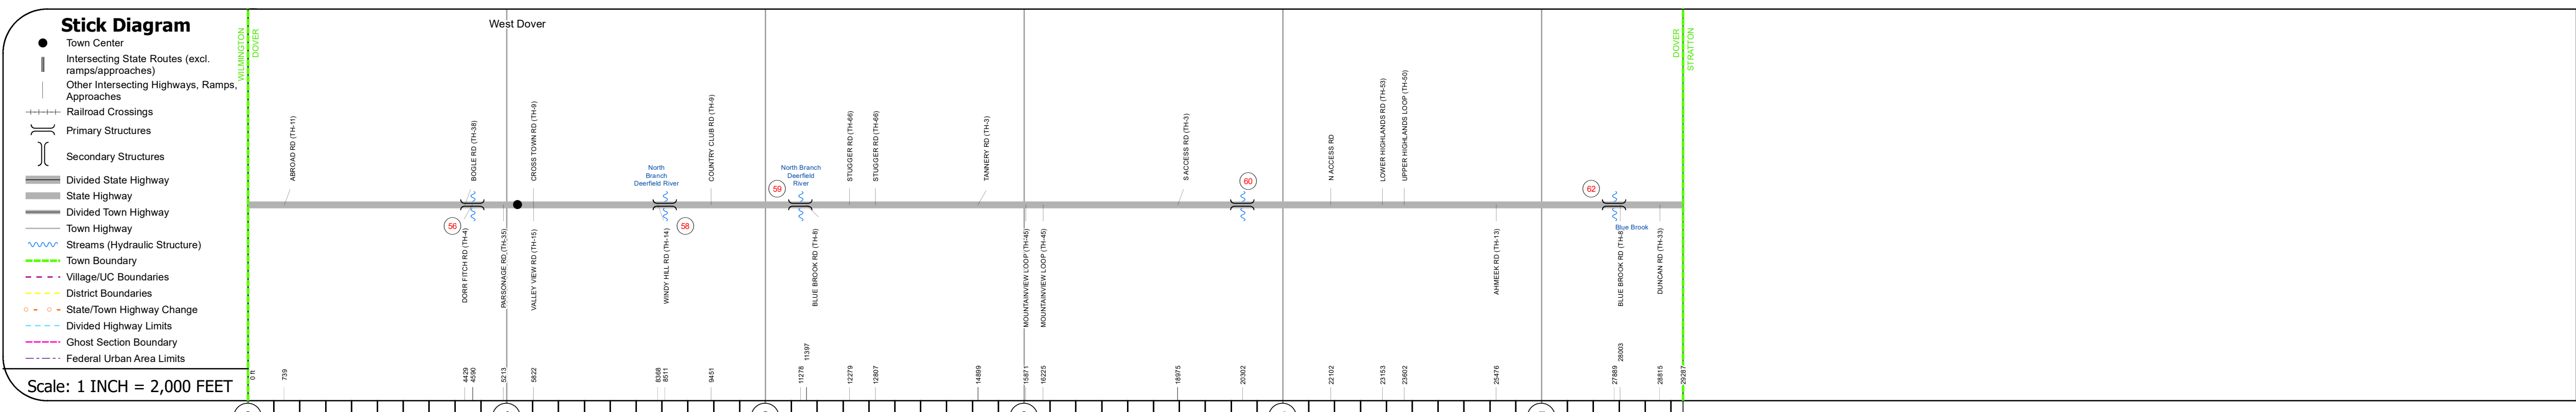 Stick Diagram
Town Center
Intersecting State Routes (excl.
ramps/approaches)
Other Intersecting Highways, Ramps,
Approaches
Railroad Crossings
Primary Structures
Secondary Structures
Divided State Highway
State Highway
Divided Town Highway
Town Highway
Streams (Hydraulic Structure)
Town Boundary
Village/UC Boundaries
District Boundaries
State/Town Highway Change
Divided Highway Limits
Ghost Section Boundary
Federal Urban Area Limits
Scale: 1 INCH = 2,000 FEET
WILMINGTON
DOVER
West Dover
DOVER
STRATTON
ABROAD RD (TH-11)
BOGLE RD (TH-38)
CROSS TOWN RD (TH-9)
North
Branch
Deerfield River
COUNTRY CLUB RD (TH-9)
North Branch
Deerfield
River
STUGGER RD (TH-66)
STUGGER RD (TH-66)
TANNERY RD (TH-3)
S ACCESS RD (TH-3)
N ACCESS RD
LOWER HIGHLANDS RD (TH-53)
UPPER HIGHLANDS LOOP (TH-50)
56
58
59
60
62
DORR FITCH RD (TH-4)
PARSONAGE RD (TH-35)
VALLEY VIEW RD (TH-15)
WINDY HILL RD (TH-14)
BLUE BROOK RD (TH-8)
MOUNTAINVIEW LOOP (TH-45)
MOUNTAINVIEW LOOP (TH-45)
AHMEEK RD (TH-13)
BLUE BROOK RD (TH-8)
Blue Brook
DUNCAN RD (TH-33)
0 ft
739
4429
4590
5213
5822
8368
8511
9451
11278
11397
12279
12807
14899
15871
16225
18975
20302
22102
23153
23602
25476
27889
28003
28815
29287